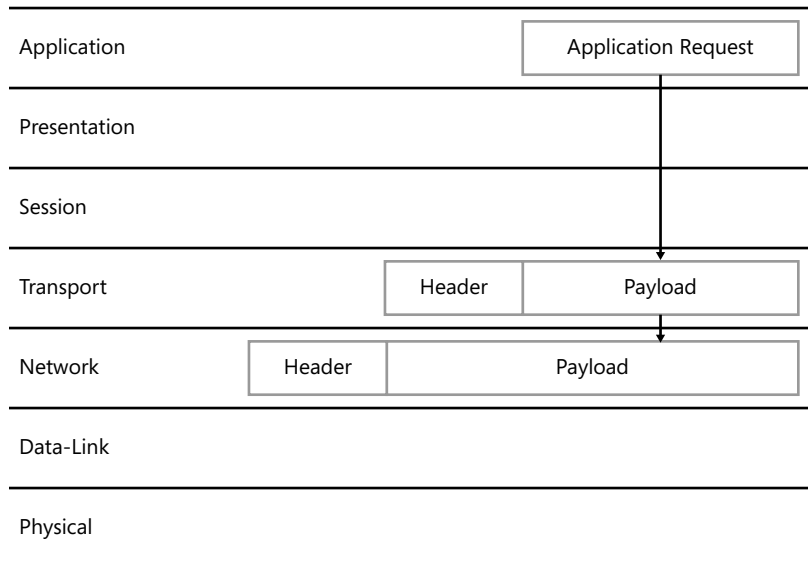 Application
Application Request
Presentation
Session
Transport
Header
Payload
Network
Header
Payload
Data-Link
Physical